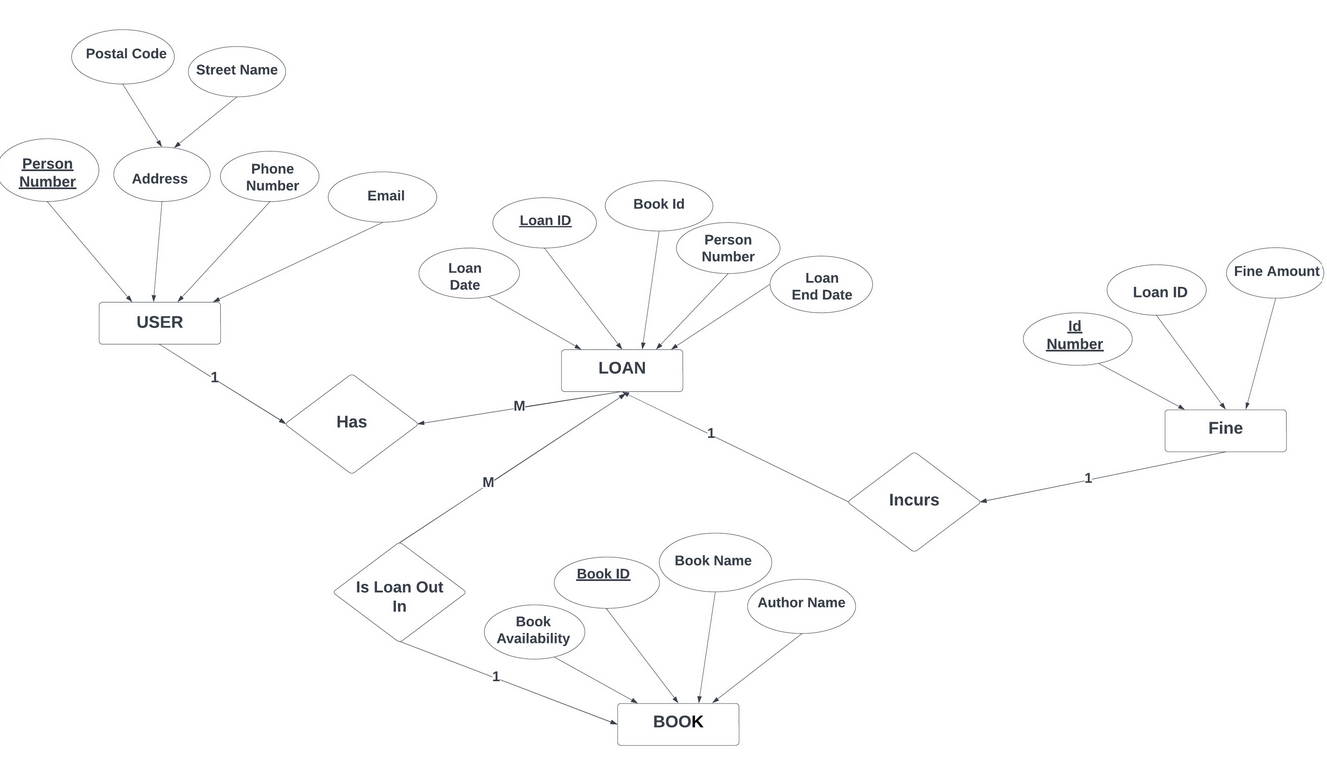 Postal Code
Street Name
Person
Number
Address
Phone
Number
Email
USER
Loan
Date
Loan ID
Book Id
Person
Number
Loan
End Date
LOAN
Id
Number
Loan ID
Fine Amount
Fine
1
Has
M
1
Incurs
1
M
Is Loan Out
In
1
Book
Availability
Book ID
Book Name
Author Name
BOOK